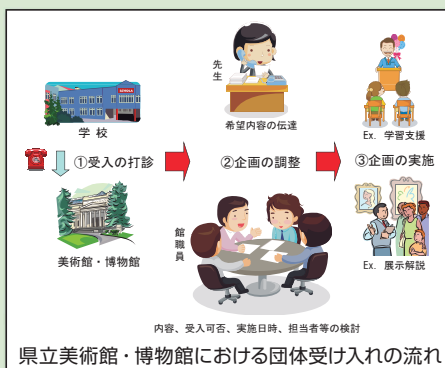 学校
①受入の打診
美術館・博物館
先生
希望内容の伝達
②企画の調整
館職員
内容、受入可否、実施日時、担当者等の検討
Ex. 学習支援
③企画の実施
Ex. 展示解説
県立美術館・博物館における団体受け入れの流れ